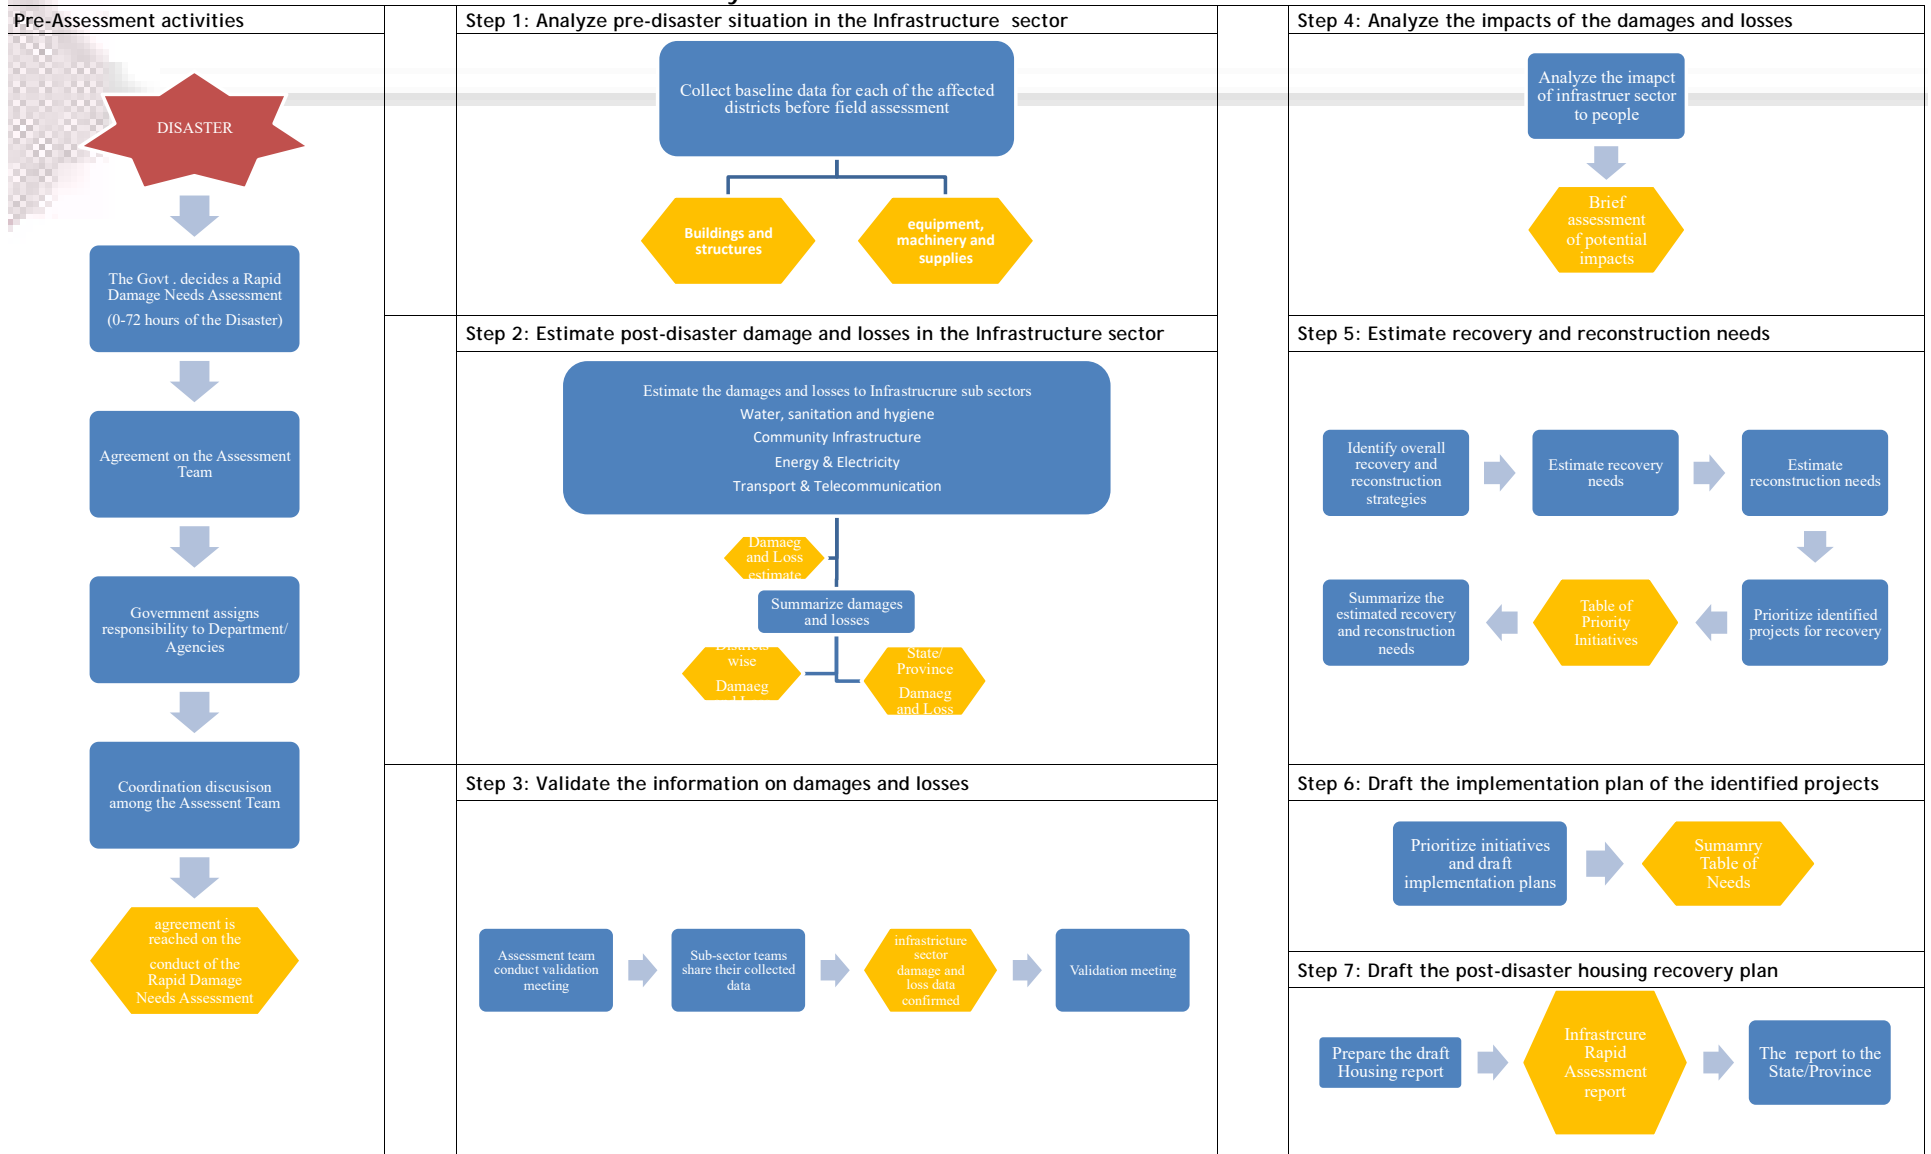 Pre-Assessment activities
DISASTER
The Govt . decides a Rapid
Damage Needs Assessment
(0-72 hours of the Disaster)
Agreement on the Assessment
Team
Government assigns
responsibility to Department/
Agencies
Coordination discusison
among the Assessent Team
agreement is
reached on the
conduct of the
Rapid Damage
Needs Assessment
Step 1: Analyze pre-disaster situation in the Infrastructure sector
Collect baseline data for each of the affected
districts before field assessment
Buildings and
structures
equipment,
machinery and
supplies
Step 2: Estimate post-disaster damage and losses in the Infrastructure sector
Estimate the damages and losses to Infrastrucrure sub sectors
Water, sanitation and hygiene
Community Infrastructure
Energy & Electricity
Transport & Telecommunication
Damaeg
and Loss
estimate
Summarize damages
and losses
Districts
wise
Damaeg
State/
Province
Damaeg
and Loss
Step 3: Validate the information on damages and losses
Assessment team
conduct validation
meeting
Sub-sector teams
share their collected
data
infrastricture
sector
damage and
loss data
confirmed
Validation meeting
Step 4: Analyze the impacts of the damages and losses
Analyze the imapct
of infrastruer sector
to people
Brief
assessment
of potential
impacts
Step 5: Estimate recovery and reconstruction needs
Identify overall
recovery and
reconstruction
strategies
Estimate recovery
needs
Estimate
reconstruction needs
Prioritize identified
projects for recovery
Table of
Priority
Initiatives
Summarize the
estimated recovery
and reconstruction
needs
Step 6: Draft the implementation plan of the identified projects
Prioritize initiatives
and draft
implementation plans
Sumamry
Table of
Needs
Step 7: Draft the post-disaster housing recovery plan
Prepare the draft
Housing report
Infrastrcure
Rapid
Assessment
report
The report to the
State/Province